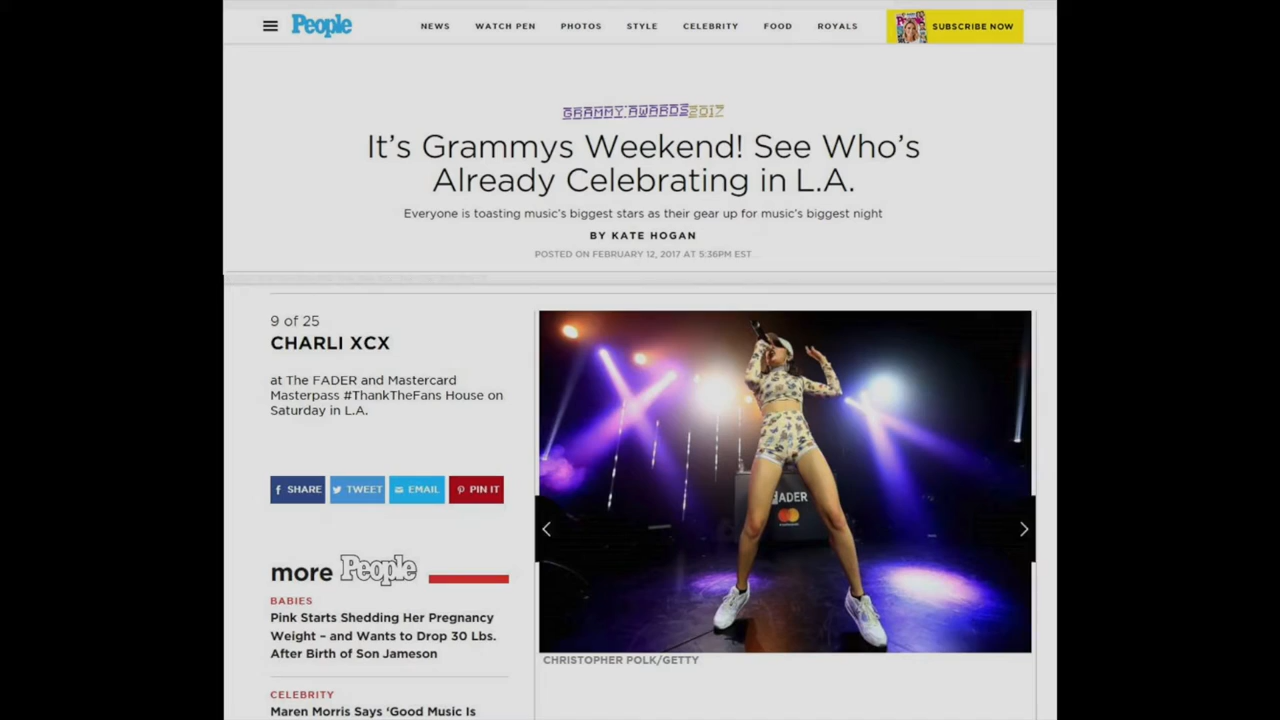 People
NEWS
WATCH PEN
PHOTOS
STYLE
CELEBRITY
FOOD
ROYALS
SUBSCRIBE NOW
GRAMMY AWARDS 2017
It's Grammys Weekend! See Who's
Already Celebrating in L.A.
Everyone is toasting music's biggest stars as their gear up for music's biggest night
BY KATE HOGAN
POSTED ON FEBRUARY 12, 2017 AT 5:36PM EST
9 of 25
CHARLI XCX
at The FADER and Mastercard
Masterpass #ThankTheFans House on
Saturday in L.A.
SHARE
TWEET
EMAIL
PIN IT
FADER
CHRISTOPHER POLK/GETTY
more People
BABIES
Pink Starts Shedding Her Pregnancy
Weight – and Wants to Drop 30 Lbs.
After Birth of Son Jameson
CELEBRITY
Maren Morris Says 'Good Music Is